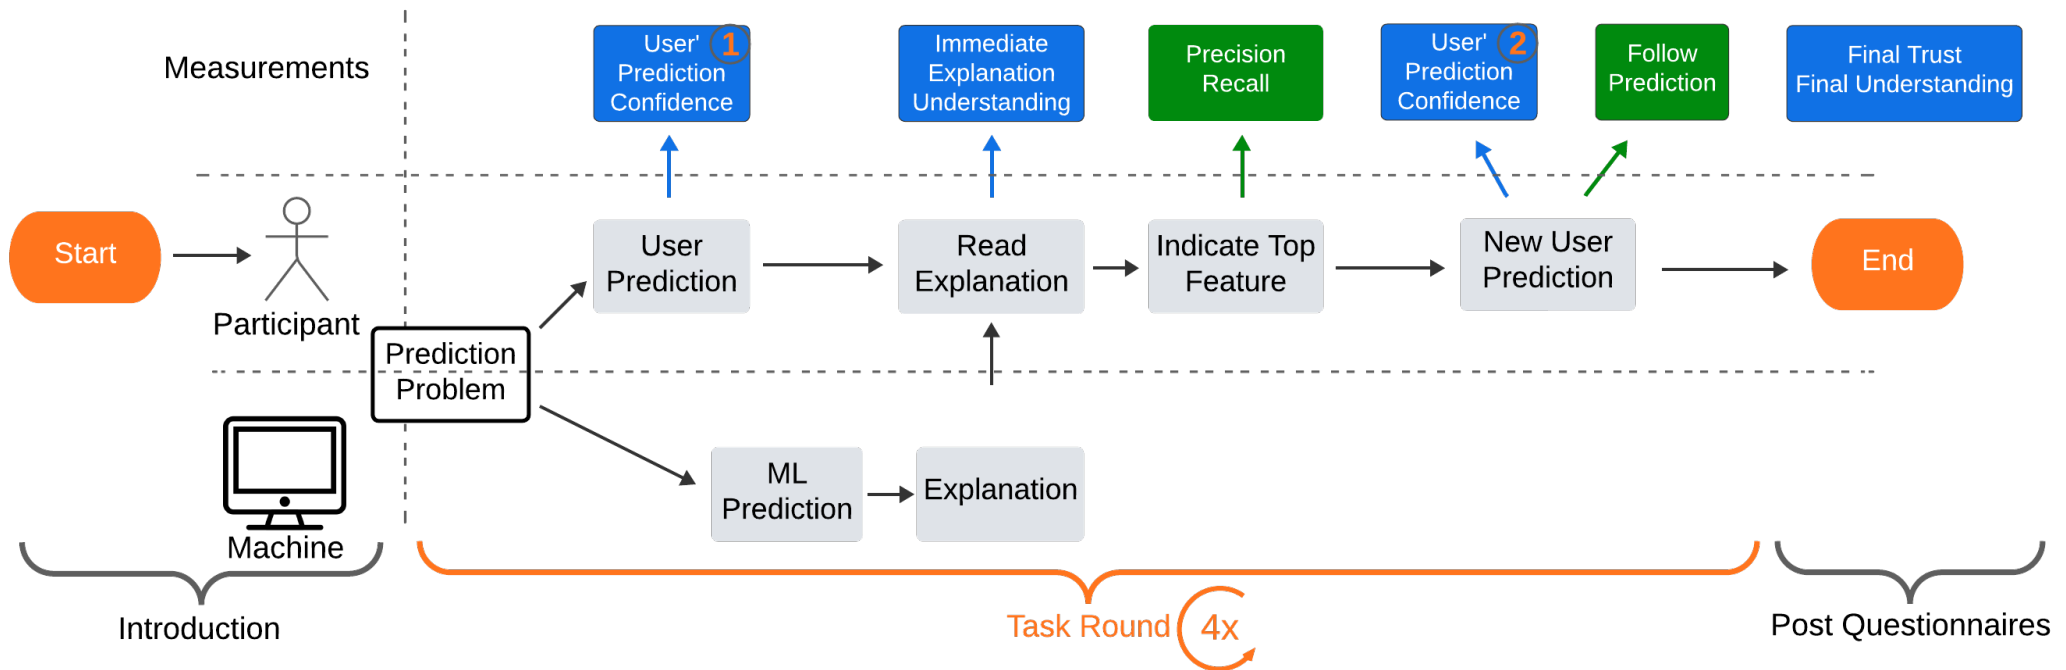 Measurements
User' 1
Prediction
Confidence
Immediate
Explanation
Understanding
Precision
Recall
User' 2
Prediction
Confidence
Follow
Prediction
Final Trust
Final Understanding
Start
Participant
User
Prediction
Read
Explanation
Indicate Top
Feature
New User
Prediction
End
Prediction
Problem
Machine
ML
Prediction
Explanation
Introduction
Task Round 4x
Post Questionnaires